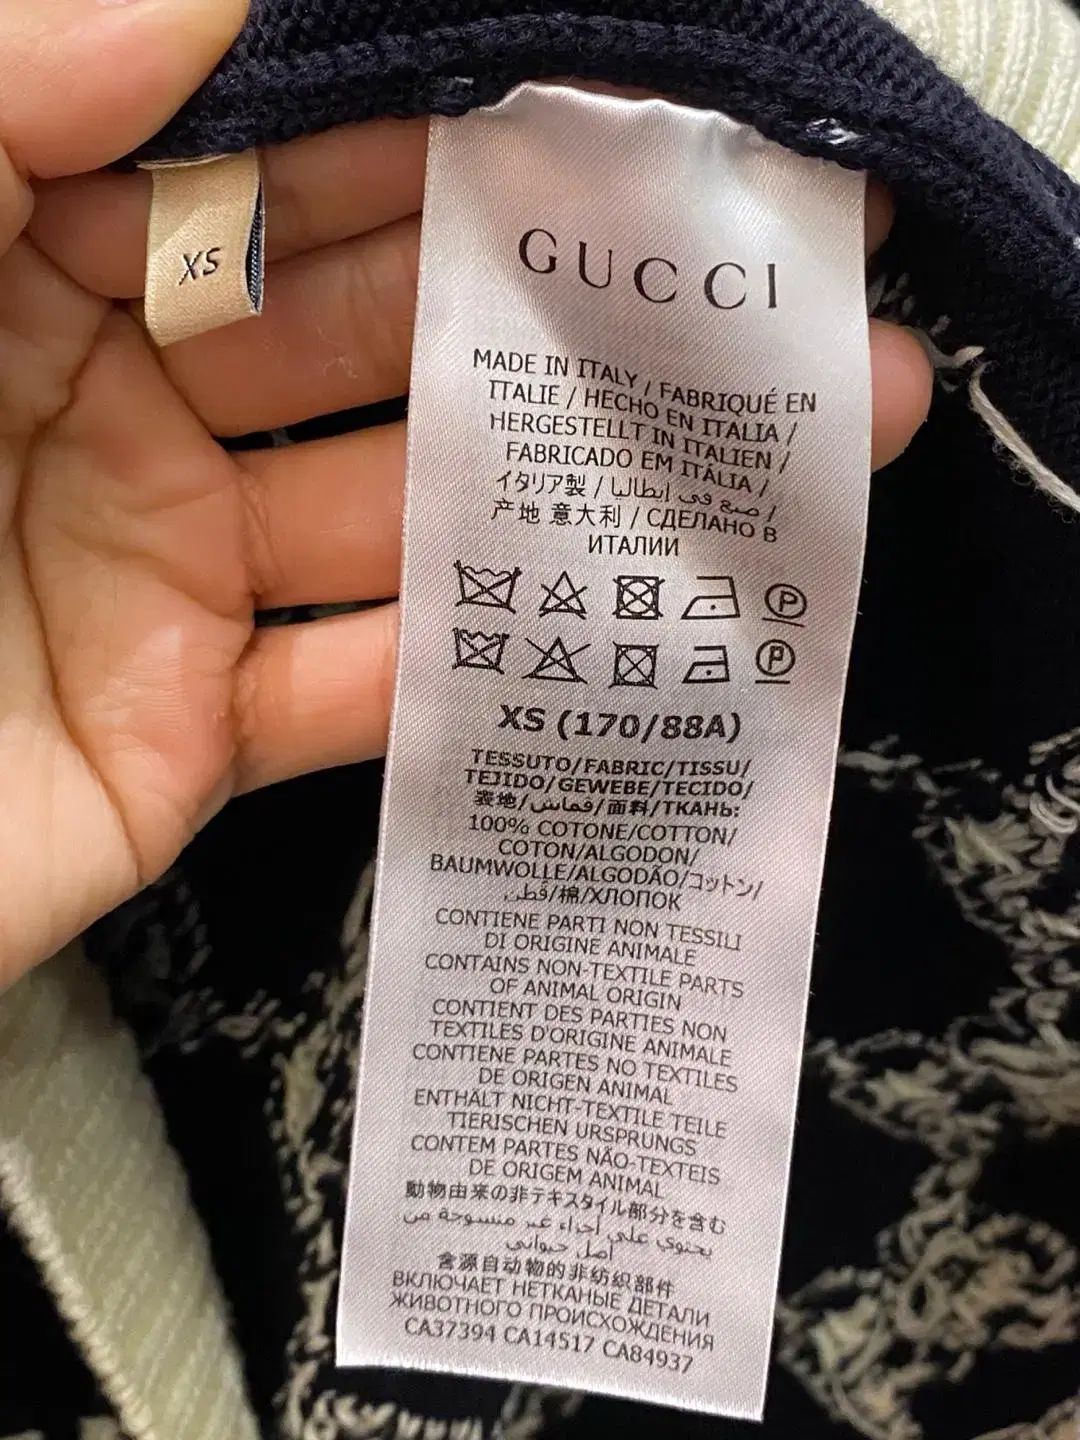 XS
GUCCI
MADE IN ITALY / FABRIQUÉ EN
ITALIE / HECHO EN ITALIA /
HERGESTELLT IN ITALIEN /
FABRICADO EM ITÁLIA /
イタリア製 / صنع في إيطاليا /
产地 意大利 / СДЕЛАНО В
ИТАЛИИ
P
P
XS (170/88A)
TESSUTO/FABRIC/TISSU/
TEJIDO/GEWEBE/TECIDO/
表地/قماش/面料/ТКАНЬ:
100% COTONE/COTTON/
COTON/ALGODON/
BAUMWOLLE/ALGODÃO/コットン/
قطن/棉/ХЛОПОК
CONTIENE PARTI NON TESSILI
DI ORIGINE ANIMALE
CONTAINS NON-TEXTILE PARTS
OF ANIMAL ORIGIN
CONTIENT DES PARTIES NON
TEXTILES D'ORIGINE ANIMALE
CONTIENE PARTES NO TEXTILES
DE ORIGEN ANIMAL
ENTHÄLT NICHT-TEXTILE TEILE
TIERISCHEN URSPRUNGS
CONTEM PARTES NÃO-TEXTEIS
DE ORIGEM ANIMAL
動物由来の非テキスタイル部分を含む
يحتوي على أجزاء غير منسوجة من
أصل حيواني
含源自动物的非纺织部件
ВКЛЮЧАЕТ НЕТКАНЫЕ ДЕТАЛИ
ЖИВОТНОГО ПРОИСХОЖДЕНИЯ
CA37394 CA14517 CA84937